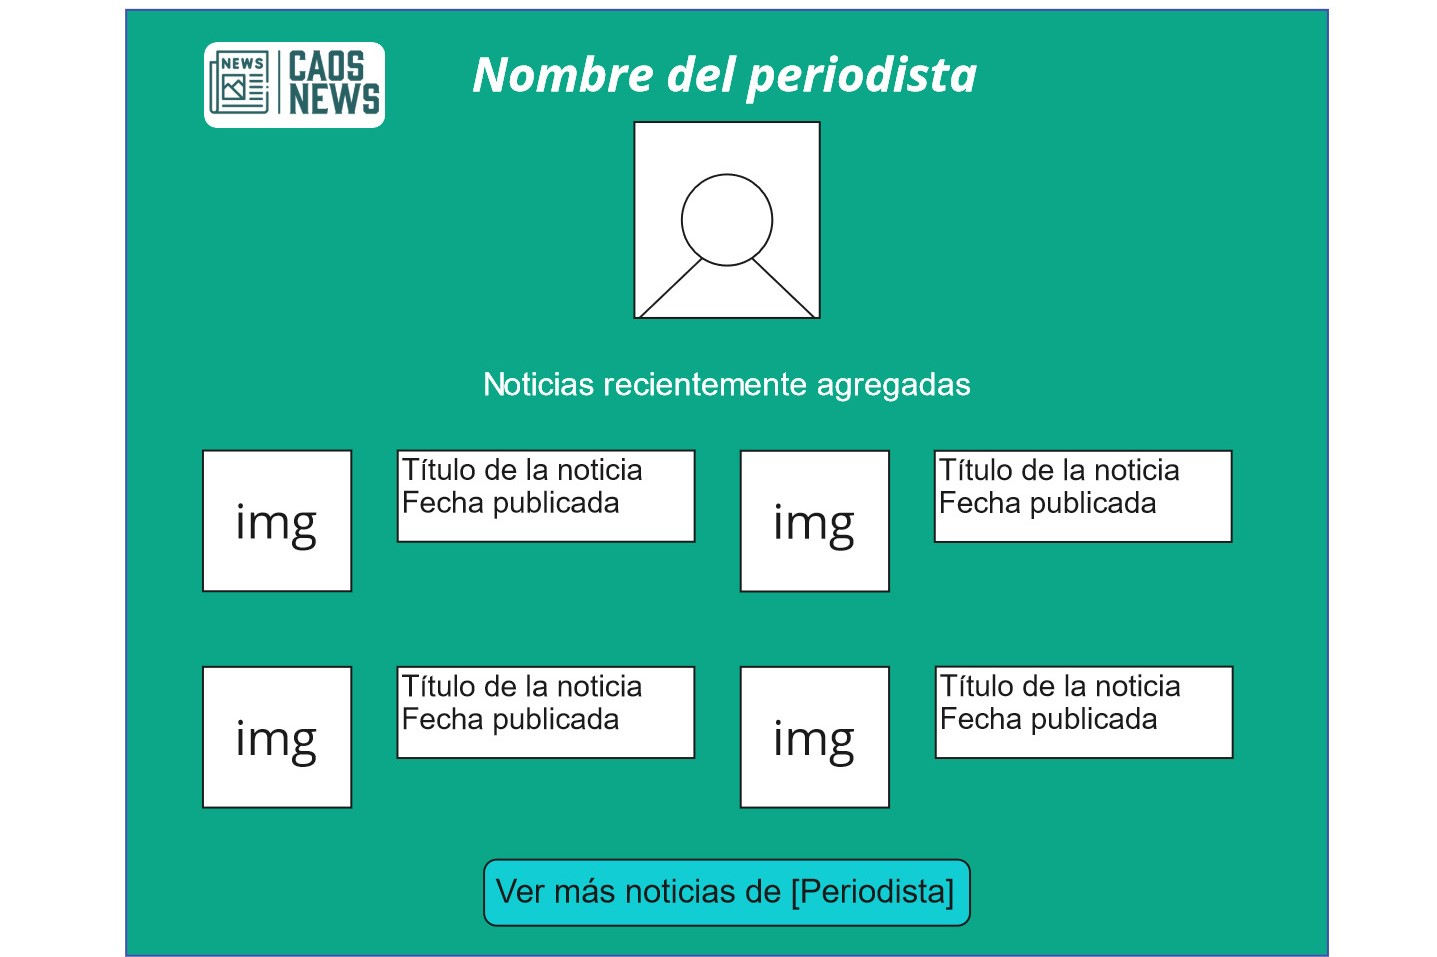 NEWS
CAOS
NEWS
Nombre del periodista
Noticias recientemente agregadas
img
Título de la noticia
Fecha publicada
img
Título de la noticia
Fecha publicada
img
Título de la noticia
Fecha publicada
img
Título de la noticia
Fecha publicada
Ver más noticias de [Periodista]